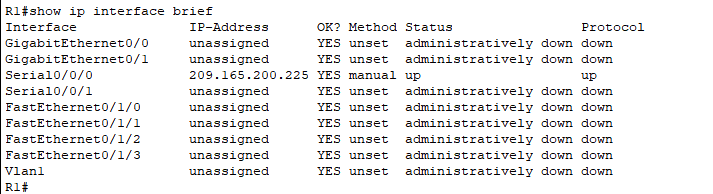 R1#show ip interface brief
Interface IP-Address OK? Method Status Protocol
GigabitEthernet0/0 unassigned YES unset administratively down down
GigabitEthernet0/1 unassigned YES unset administratively down down
Serial0/0/0 209.165.200.225 YES manual up up
Serial0/0/1 unassigned YES unset administratively down down
FastEthernet0/1/0 unassigned YES unset administratively down down
FastEthernet0/1/1 unassigned YES unset administratively down down
FastEthernet0/1/2 unassigned YES unset administratively down down
FastEthernet0/1/3 unassigned YES unset administratively down down
Vlan1 unassigned YES unset administratively down down
R1#